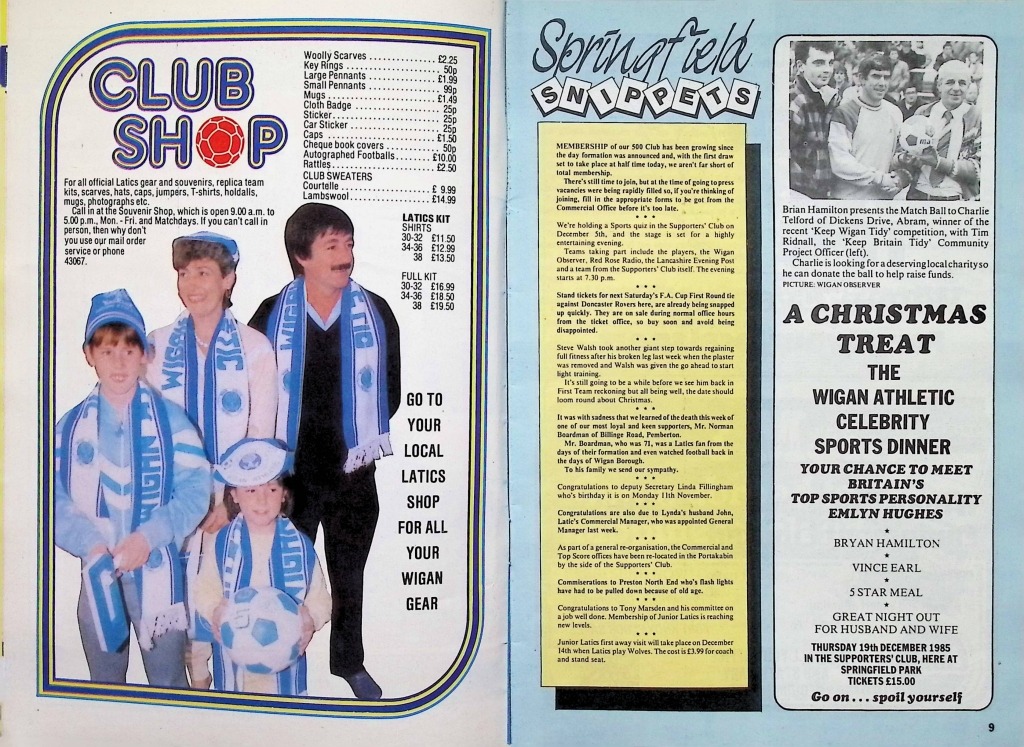 CLUB
SHOP
For all official Latics gear and souvenirs, replica team
kits, scarves, hats, caps, jumpers, T-shirts, holdalls,
mugs, photographs etc.
Call in at the Souvenir Shop, which is open 9.00 a.m. to
5.00 p.m., Mon. - Fri. and Matchdays. If you can't call in
person, then why don't
you use our mail order
service or phone
43067.
Woolly Scarves . . . . . . . . . . . . . . . . . £2.25
Key Rings . . . . . . . . . . . . . . . . . . . . . 50p
Large Pennants . . . . . . . . . . . . . . . . £1.99
Small Pennants . . . . . . . . . . . . . . . . 99p
Mugs . . . . . . . . . . . . . . . . . . . . . . . . £1.49
Cloth Badge . . . . . . . . . . . . . . . . . . . 25p
Sticker . . . . . . . . . . . . . . . . . . . . . . . 25p
Car Sticker . . . . . . . . . . . . . . . . . . . . 25p
Caps . . . . . . . . . . . . . . . . . . . . . . . . £1.50
Cheque book covers . . . . . . . . . . . . . 50p
Autographed Footballs . . . . . . . . . . £10.00
Rattles . . . . . . . . . . . . . . . . . . . . . . . £2.50
CLUB SWEATERS
Courtelle . . . . . . . . . . . . . . . . . . . . . £ 9.99
Lambswool . . . . . . . . . . . . . . . . . . . £14.99
LATICS KIT
SHIRTS
30-32 £11.50
34-36 £12.99
38 £13.50
FULL KIT
30-32 £16.99
34-36 £18.50
38 £19.50
GO TO
YOUR
LOCAL
LATICS
SHOP
FOR ALL
YOUR
WIGAN
GEAR
WIGAN
WIGAN
WIGAN
Springfield
SNIPPETS
MEMBERSHIP of our 500 Club has been growing since
the day formation was announced and, with the first draw
set to take place at half time today, we aren't far short of
total membership.
There's still time to join, but at the time of going to press
vacancies were being rapidly filled so, if you're thinking of
joining, fill in the appropriate forms to be got from the
Commercial Office before it's too late.
* * *
We're holding a Sports quiz in the Supporters' Club on
December 5th, and the stage is set for a highly
entertaining evening.
Teams taking part include the players, the Wigan
Observer, Red Rose Radio, the Lancashire Evening Post
and a team from the Supporters' Club itself. The evening
starts at 7.30 p.m.
* * *
Stand tickets for next Saturday's F.A. Cup First Round tie
against Doncaster Rovers here, are already being snapped
up quickly. They are on sale during normal office hours
from the ticket office, so buy soon and avoid being
disappointed.
* * *
Steve Walsh took another giant step towards regaining
full fitness after his broken leg last week when the plaster
was removed and Walsh was given the go ahead to start
light training.
It's still going to be a while before we see him back in
First Team reckoning but all being well, the date should
loom round about Christmas.
* * *
It was with sadness that we learned of the death this week of
one of our most loyal and keen supporters, Mr. Norman
Boardman of Billinge Road, Pemberton.
Mr. Boardman, who was 71, was a Latics fan from the
days of their formation and even watched football back in
the days of Wigan Borough.
To his family we send our sympathy.
* * *
Congratulations to deputy Secretary Linda Fillingham
who's birthday it is on Monday 11th November.
* * *
Congratulations are also due to Lynda's husband John,
Latic's Commercial Manager, who was appointed General
Manager last week.
* * *
As part of a general re-organisation, the Commercial and
Top Score offices have been re-located in the Portakabin
by the side of the Supporters' Club.
* * *
Commiserations to Preston North End who's flash lights
have had to be pulled down because of old age.
* * *
Congratulations to Tony Marsden and his committee on
a job well done. Membership of Junior Latics is reaching
new levels.
* * *
Junior Latics first away visit will take place on December
14th when Latics play Wolves. The cost is £3.99 for coach
and stand seat.
Brian Hamilton presents the Match Ball to Charlie
Telford of Dickens Drive, Abram, winner of the
recent 'Keep Wigan Tidy' competition, with Tim
Ridnall, the 'Keep Britain Tidy' Community
Project Officer (left).
Charlie is looking for a deserving local charity so
he can donate the ball to help raise funds.
PICTURE: WIGAN OBSERVER
A CHRISTMAS
TREAT
THE
WIGAN ATHLETIC
CELEBRITY
SPORTS DINNER
YOUR CHANCE TO MEET
BRITAIN'S
TOP SPORTS PERSONALITY
EMLYN HUGHES
★
BRYAN HAMILTON
★
VINCE EARL
★
5 STAR MEAL
★
GREAT NIGHT OUT
FOR HUSBAND AND WIFE
THURSDAY 19th DECEMBER 1985
IN THE SUPPORTERS' CLUB, HERE AT
SPRINGFIELD PARK
TICKETS £15.00
Go on . . . spoil yourself
9